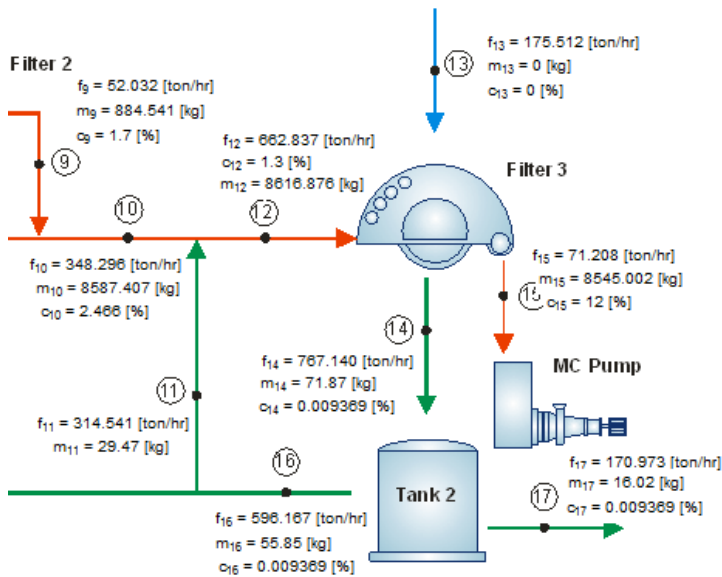 Filter 2
f9 = 52.032 [ton/hr]
m9 = 884.541 [kg]
c9 = 1.7 [%]
9
13
f13 = 175.512 [ton/hr]
m13 = 0 [kg]
c13 = 0 [%]
f12 = 662.837 [ton/hr]
c12 = 1.3 [%]
m12 = 8616.876 [kg]
Filter 3
10
12
f10 = 348.296 [ton/hr]
m10 = 8587.407 [kg]
c10 = 2.466 [%]
f15 = 71.208 [ton/hr]
m15 = 8545.002 [kg]
15
c15 = 12 [%]
14
f14 = 767.140 [ton/hr]
m14 = 71.87 [kg]
c14 = 0.009369 [%]
MC Pump
11
f11 = 314.541 [ton/hr]
m11 = 29.47 [kg]
16
f16 = 596.167 [ton/hr]
m16 = 55.85 [kg]
c16 = 0.009369 [%]
Tank 2
17
f17 = 170.973 [ton/hr]
m17 = 16.02 [kg]
c17 = 0.009369 [%]